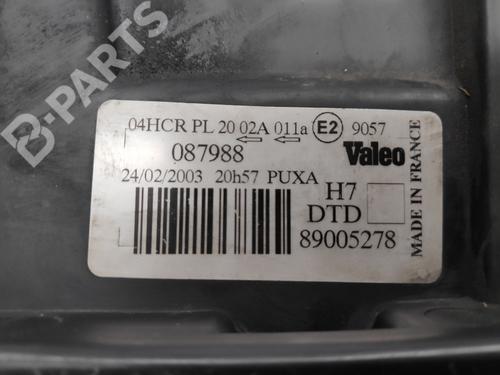 B-PARTS
04HCR PL 20 02A 011a E2 9057
087988 Valeo
24/02/2003 20h57 PUXA H7
DTD
89005278
MADE IN FRANCE